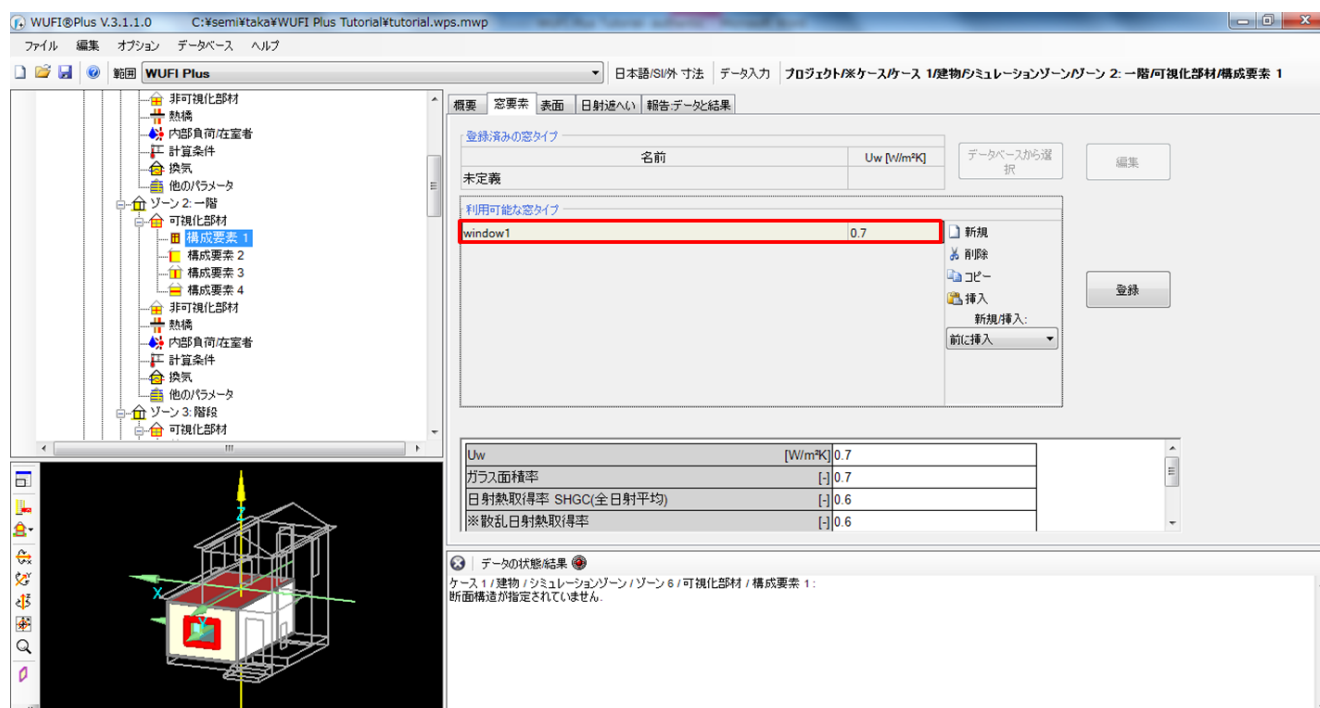 WUFI®Plus V.3.1.1.0 C:¥semi¥taka¥WUFI Plus Tutorial¥tutorial.wps.mwp
ファイル 編集 オプション データベース ヘルプ
範囲 WUFI Plus 日本語/SI/外 寸法 データ入力 プロジェクト/※ケース/ケース 1/建物/シミュレーションゾーン/ゾーン 2: 一階/可視化部材/構成要素 1
非可視化部材
熱橋
内部負荷/在室者
計算条件
換気
他のパラメータ
ゾーン 2: 一階
可視化部材
構成要素 1
構成要素 2
構成要素 3
構成要素 4
非可視化部材
熱橋
内部負荷/在室者
計算条件
換気
他のパラメータ
ゾーン 3: 階段
可視化部材
概要 窓要素 表面 日射遮へい 報告:データと結果
登録済みの窓タイプ
名前 Uw [W/m²K]
未定義
データベースから選
択
編集
利用可能な窓タイプ
window1 0.7
新規
削除
コピー
挿入
新規/挿入:
前に挿入
登録
Uw [W/m²K] 0.7
ガラス面積率 [-] 0.7
日射熱取得率 SHGC(全日射平均) [-] 0.6
※散乱日射熱取得率 [-] 0.6
データの状態/結果
ケース 1 / 建物 / シミュレーションゾーン / ゾーン 6 / 可視化部材 / 構成要素 1 :
断面構造が指定されていません.
Z
X
Y